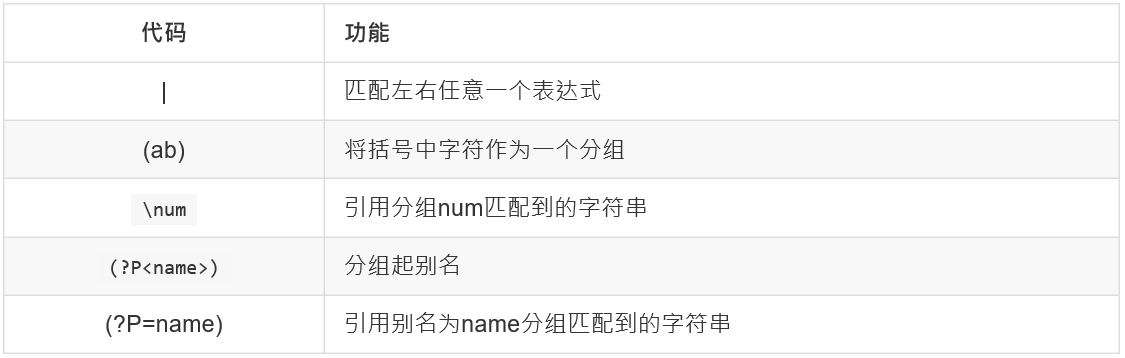 代码 功能
| 匹配左右任意一个表达式
(ab) 将括号中字符作为一个分组
\num 引用分组num匹配到的字符串
(?P<name>) 分组起别名
(?P=name) 引用别名为name分组匹配到的字符串